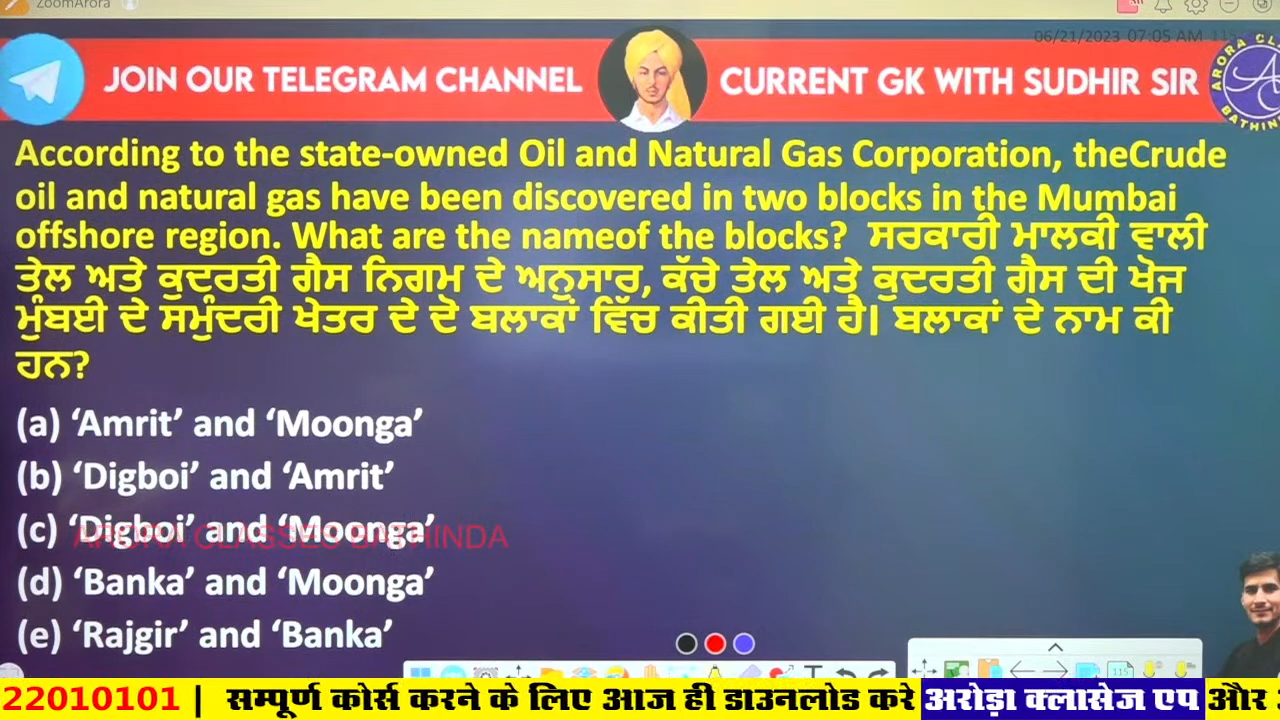 ZoomArora
06/21/2023 07:05 AM
JOIN OUR TELEGRAM CHANNEL
CURRENT GK WITH SUDHIR SIR
According to the state-owned Oil and Natural Gas Corporation, theCrude
oil and natural gas have been discovered in two blocks in the Mumbai
offshore region. What are the nameof the blocks? ਸਰਕਾਰੀ ਮਾਲਕੀ ਵਾਲੀ
ਤੇਲ ਅਤੇ ਕੁਦਰਤੀ ਗੈਸ ਨਿਗਮ ਦੇ ਅਨੁਸਾਰ, ਕੱਚੇ ਤੇਲ ਅਤੇ ਕੁਦਰਤੀ ਗੈਸ ਦੀ ਖੋਜ
ਮੁੰਬਈ ਦੇ ਸਮੁੰਦਰੀ ਖੇਤਰ ਦੇ ਦੋ ਬਲਾਕਾਂ ਵਿੱਚ ਕੀਤੀ ਗਈ ਹੈ। ਬਲਾਕਾਂ ਦੇ ਨਾਮ ਕੀ
ਹਨ?
(a) ‘Amrit’ and ‘Moonga’
(b) ‘Digboi’ and ‘Amrit’
(c) ‘Digboi’ and ‘Moonga’
ARORA CLASSES BATHINDA
(d) ‘Banka’ and ‘Moonga’
(e) ‘Rajgir’ and ‘Banka’
115
22010101 | सम्पूर्ण कोर्स करने के लिए आज ही डाउनलोड करे अरोड़ा क्लासेज एप और